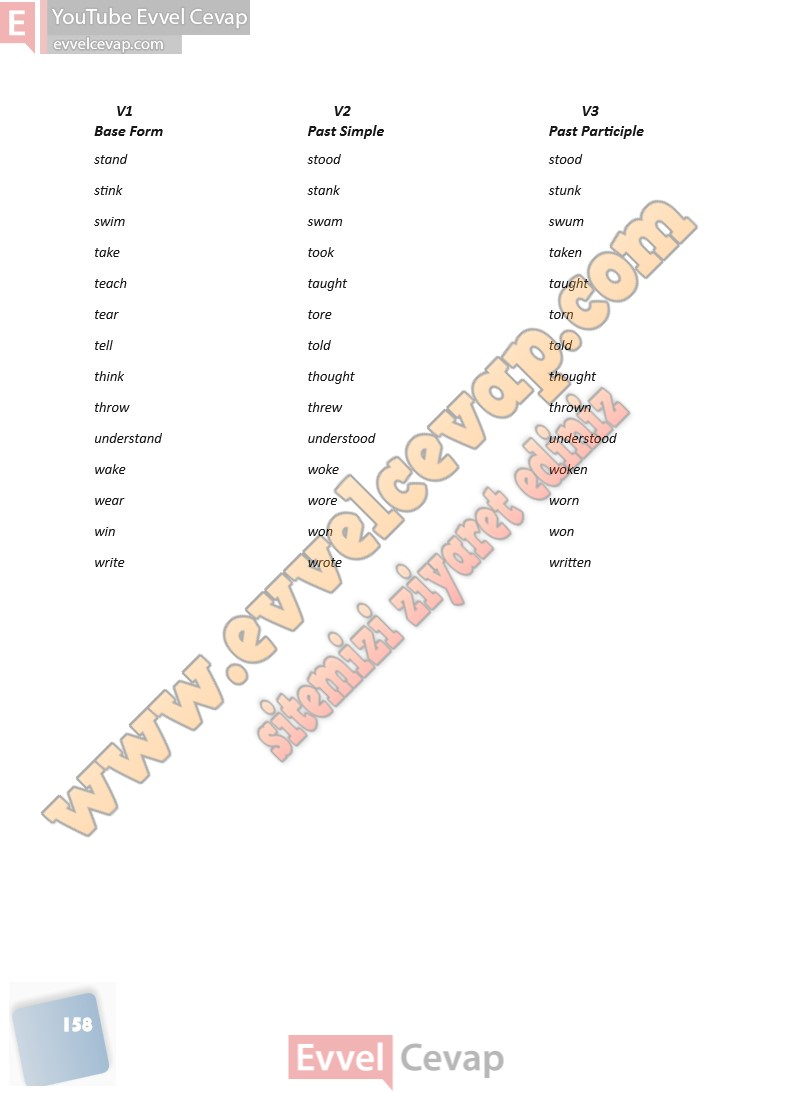 E YouTube Evvel Cevap
evvelcevap.com
V1 V2 V3
Base Form Past Simple Past Participle
stand stood stood
stink stank stunk
swim swam swum
take took taken
teach taught taught
tear tore torn
tell told told
think thought thought
throw threw thrown
understand understood understood
wake woke woken
wear wore worn
win won won
write wrote written
www.evvelcevap.com
sitemizi ziyaret ediniz
158
Evvel Cevap